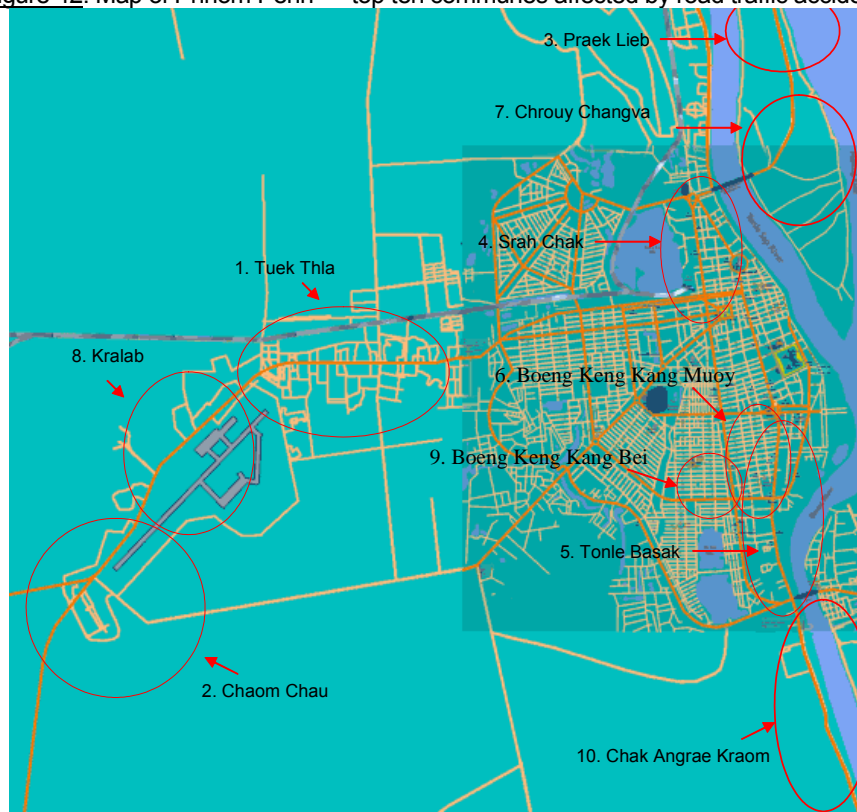 3. Praek Lieb
7. Chrouy Changva
4. Srah Chak
1. Tuek Thla
8. Kralab
6. Boeng Keng Kang Muoy
9. Boeng Keng Kang Bei
5. Tonle Basak
2. Chaom Chau
10. Chak Angrae Kraom